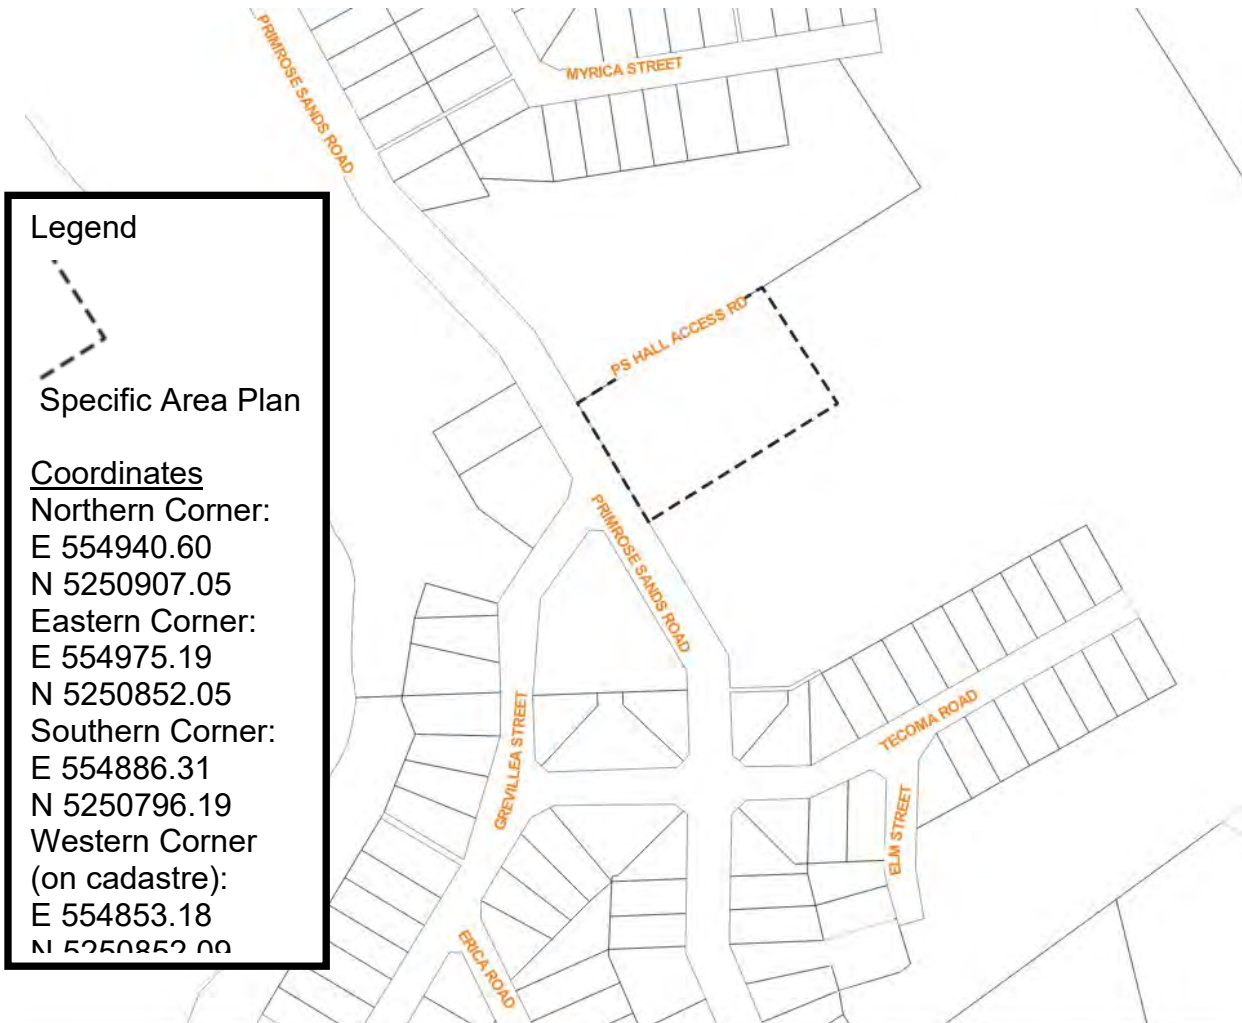 PRIMROSE SANDS ROAD
MYRICA STREET
Legend
Specific Area Plan
Coordinates
Northern Corner:
E 554940.60
N 5250907.05
Eastern Corner:
E 554975.19
N 5250852.05
Southern Corner:
E 554886.31
N 5250796.19
Western Corner
(on cadastre):
E 554853.18
N 5250852.09
PS HALL ACCESS RD
PRIMROSE SANDS ROAD
GREVILLEA STREET
TECOMA ROAD
ELM STREET
ERICA ROAD